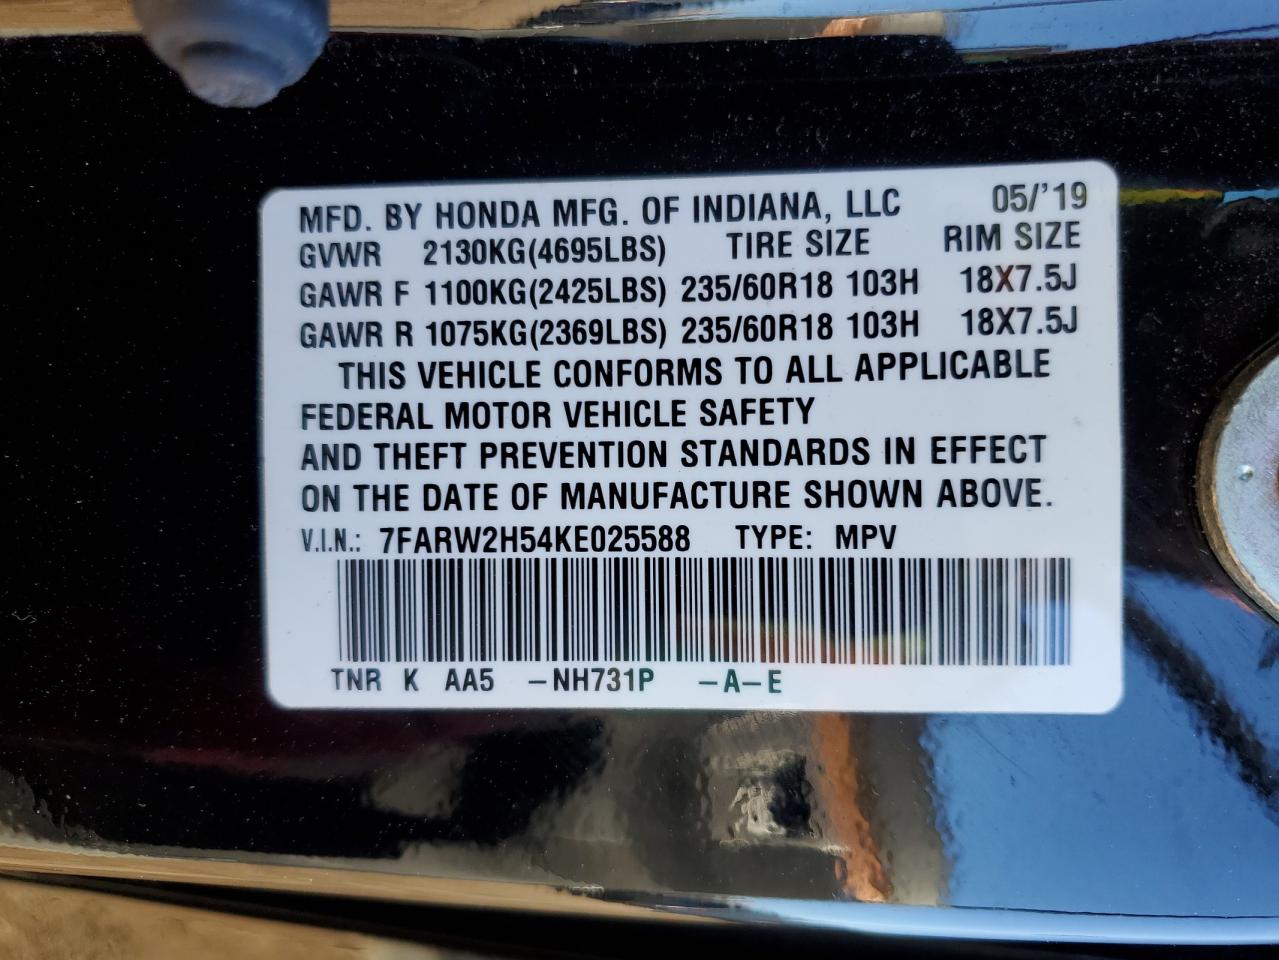 MFD. BY HONDA MFG. OF INDIANA, LLC 05/'19
GVWR 2130KG(4695LBS) TIRE SIZE RIM SIZE
GAWR F 1100KG(2425LBS) 235/60R18 103H 18X7.5J
GAWR R 1075KG(2369LBS) 235/60R18 103H 18X7.5J
THIS VEHICLE CONFORMS TO ALL APPLICABLE
FEDERAL MOTOR VEHICLE SAFETY
AND THEFT PREVENTION STANDARDS IN EFFECT
ON THE DATE OF MANUFACTURE SHOWN ABOVE.
V.I.N.: 7FARW2H54KE025588 TYPE: MPV
TNR K AA5 -NH731P -A-E